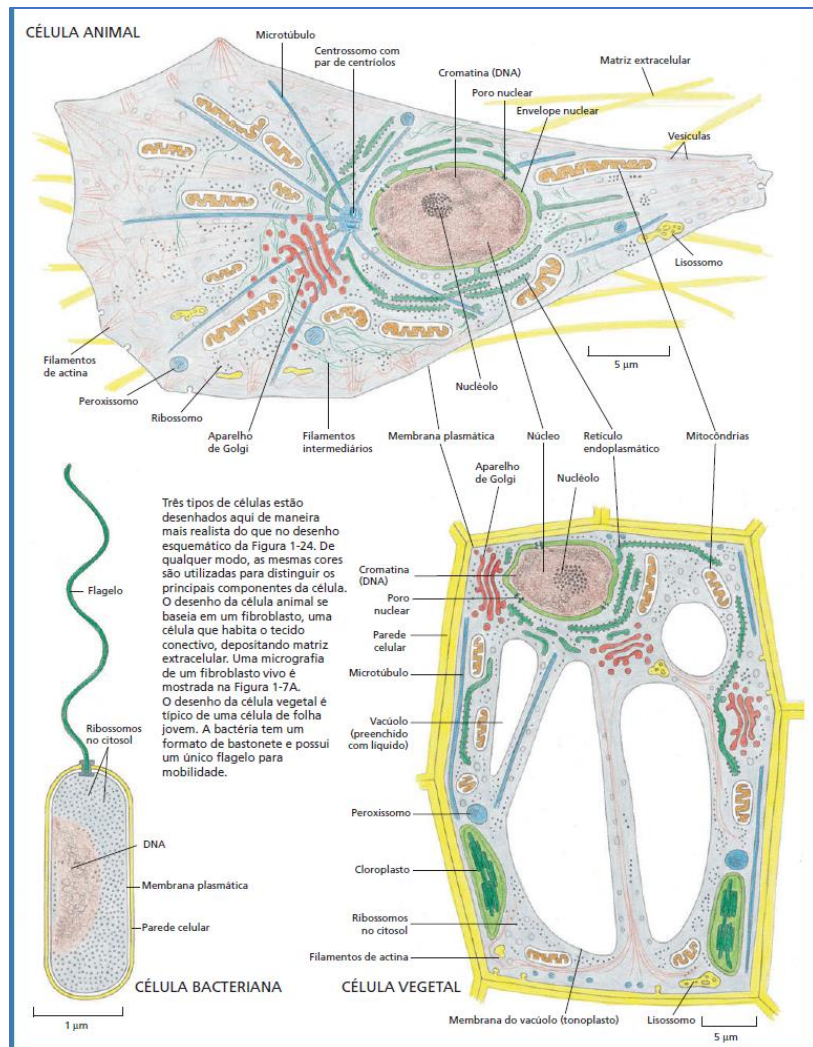 CÉLULA ANIMAL
Microtúbulo
Centrossomo com
par de centríolos
Cromatina (DNA)
Poro nuclear
Envelope nuclear
Matriz extracelular
Vesículas
Lisossomo
5 µm
Filamentos
de actina
Peroxissomo
Ribossomo
Aparelho
de Golgi
Filamentos
intermediários
Nucléolo
Membrana plasmática
Núcleo
Retículo
endoplasmático
Mitocôndrias
Flagelo
Três tipos de células estão
desenhados aqui de maneira
mais realista do que no desenho
esquemático da Figura 1-24. De
qualquer modo, as mesmas cores
são utilizadas para distinguir os
principais componentes da célula.
O desenho da célula animal se
baseia em um fibroblasto, uma
célula que habita o tecido
conectivo, depositando matriz
extracelular. Uma micrografia
de um fibroblasto vivo é
mostrada na Figura 1-7A.
O desenho da célula vegetal é
típico de uma célula de folha
jovem. A bactéria tem um
formato de bastonete e possui
um único flagelo para
mobilidade.
Ribossomos
no citosol
DNA
Membrana plasmática
Parede celular
CÉLULA BACTERIANA
1 µm
Aparelho
de Golgi
Nucléolo
Cromatina
(DNA)
Poro
nuclear
Parede
celular
Microtúbulo
Vacúolo
(preenchido
com líquido)
Peroxissomo
Cloroplasto
Ribossomos
no citosol
Filamentos de actina
CÉLULA VEGETAL
Membrana do vacúolo (tonoplasto)
Lisossomo
5 µm